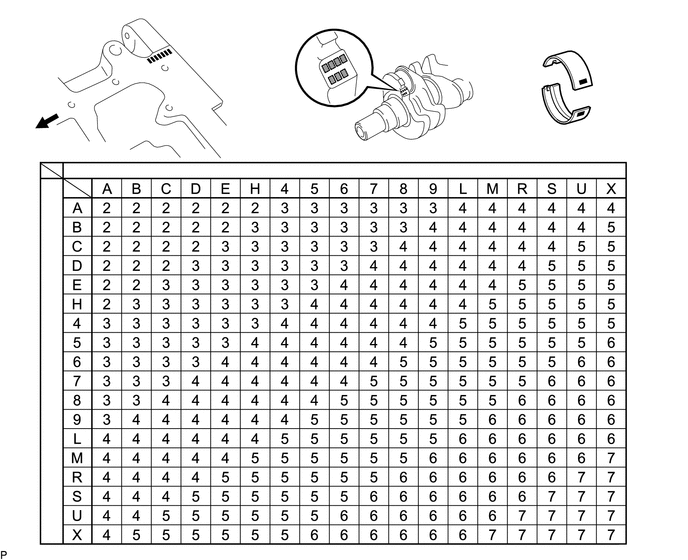 A B C D E H 4 5 6 7 8 9 L M R S U X
A 2 2 2 2 2 2 3 3 3 3 3 3 4 4 4 4 4 4
B 2 2 2 2 2 3 3 3 3 3 3 4 4 4 4 4 4 5
C 2 2 2 2 3 3 3 3 3 3 4 4 4 4 4 4 5 5
D 2 2 2 3 3 3 3 3 3 4 4 4 4 4 4 5 5 5
E 2 2 3 3 3 3 3 3 4 4 4 4 4 4 5 5 5 5
H 2 3 3 3 3 3 3 4 4 4 4 4 4 5 5 5 5 5
4 3 3 3 3 3 3 4 4 4 4 4 4 5 5 5 5 5 5
5 3 3 3 3 3 4 4 4 4 4 4 5 5 5 5 5 5 6
6 3 3 3 3 4 4 4 4 4 4 5 5 5 5 5 5 6 6
7 3 3 3 4 4 4 4 4 4 5 5 5 5 5 5 6 6 6
8 3 3 4 4 4 4 4 4 5 5 5 5 5 5 6 6 6 6
9 3 4 4 4 4 4 4 5 5 5 5 5 5 6 6 6 6 6
L 4 4 4 4 4 4 5 5 5 5 5 5 6 6 6 6 6 6
M 4 4 4 4 4 5 5 5 5 5 5 6 6 6 6 6 6 7
R 4 4 4 4 5 5 5 5 5 5 6 6 6 6 6 6 7 7
S 4 4 4 5 5 5 5 5 5 6 6 6 6 6 6 7 7 7
U 4 4 5 5 5 5 5 5 6 6 6 6 6 6 7 7 7 7
X 4 5 5 5 5 5 5 6 6 6 6 6 6 7 7 7 7 7
P